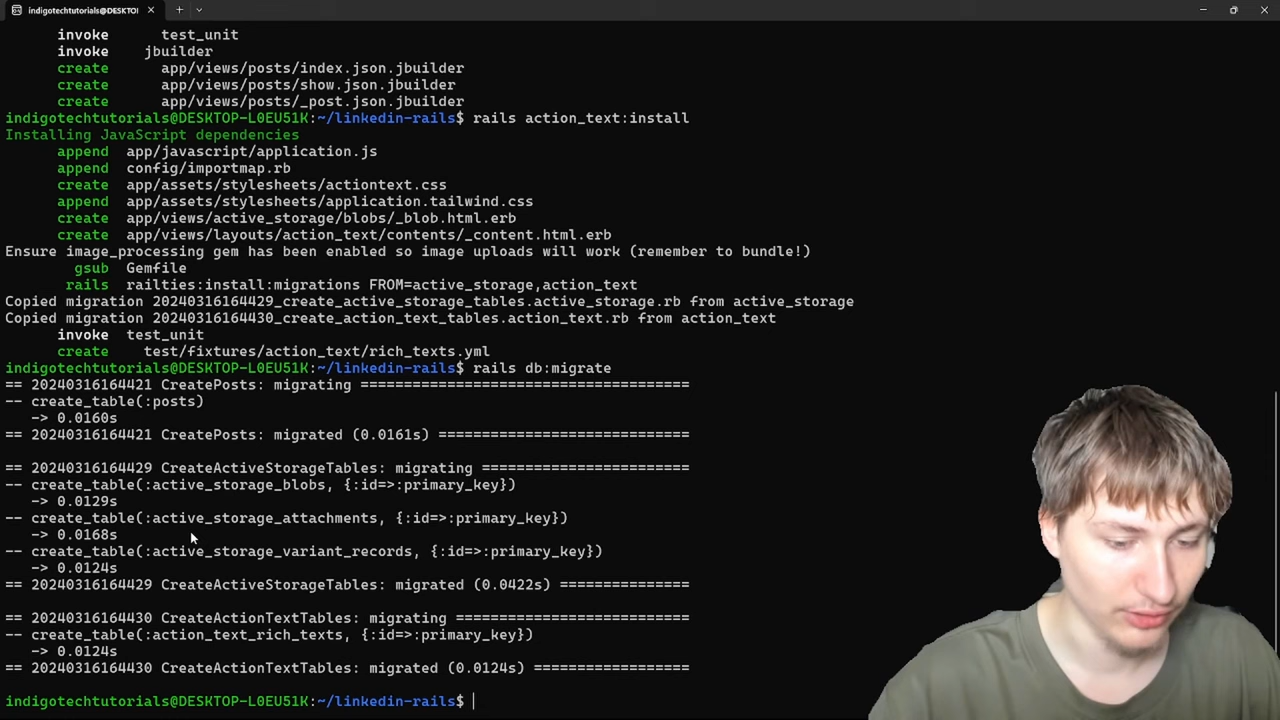 indigotechtutorials@DESKTOP
invoke test_unit
invoke jbuilder
create app/views/posts/index.json.jbuilder
create app/views/posts/show.json.jbuilder
create app/views/posts/_post.json.jbuilder
indigotechtutorials@DESKTOP-L0EU51K:~/linkedin-rails$ rails action_text:install
Installing JavaScript dependencies
append app/javascript/application.js
append config/importmap.rb
create app/assets/stylesheets/actiontext.css
append app/assets/stylesheets/application.tailwind.css
create app/views/active_storage/blobs/_blob.html.erb
create app/views/layouts/action_text/contents/_content.html.erb
Ensure image_processing gem has been enabled so image uploads will work (remember to bundle!)
gsub Gemfile
rails railties:install:migrations FROM=active_storage,action_text
Copied migration 20240316164429_create_active_storage_tables.active_storage.rb from active_storage
Copied migration 20240316164430_create_action_text_tables.action_text.rb from action_text
invoke test_unit
create test/fixtures/action_text/rich_texts.yml
indigotechtutorials@DESKTOP-L0EU51K:~/linkedin-rails$ rails db:migrate
== 20240316164421 CreatePosts: migrating ======================================
-- create_table(:posts)
-> 0.0160s
== 20240316164421 CreatePosts: migrated (0.0161s) =============================
== 20240316164429 CreateActiveStorageTables: migrating ========================
-- create_table(:active_storage_blobs, {:id=>:primary_key})
-> 0.0129s
-- create_table(:active_storage_attachments, {:id=>:primary_key})
-> 0.0168s
-- create_table(:active_storage_variant_records, {:id=>:primary_key})
-> 0.0124s
== 20240316164429 CreateActiveStorageTables: migrated (0.0422s) ===============
== 20240316164430 CreateActionTextTables: migrating ===========================
-- create_table(:action_text_rich_texts, {:id=>:primary_key})
-> 0.0124s
== 20240316164430 CreateActionTextTables: migrated (0.0124s) ==================
indigotechtutorials@DESKTOP-L0EU51K:~/linkedin-rails$